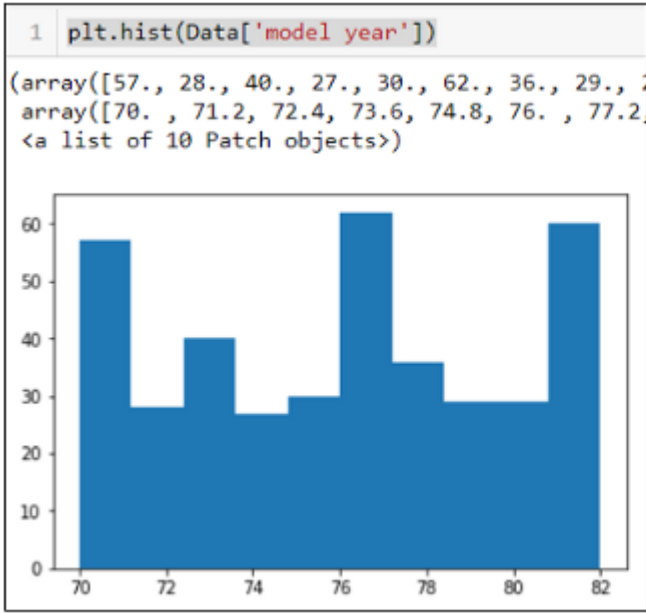 1 plt.hist(Data['model year'])
(array([57., 28., 40., 27., 30., 62., 36., 29.,
array([70. , 71.2, 72.4, 73.6, 74.8, 76. , 77.2,
<a list of 10 Patch objects>)
60
50
40
30
20
10
0
70 72 74 76 78 80 82